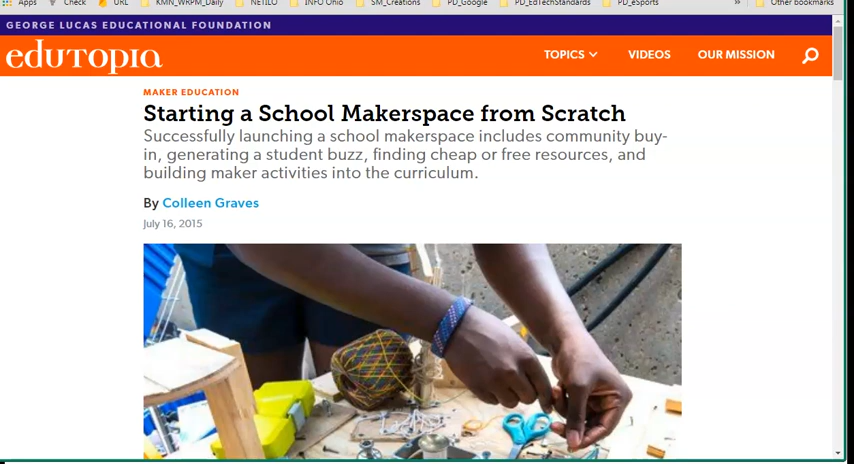 Apps Check URL KMN_WRPM_Daily NETILO INFO Ohio SM_Creations PD_Google PD_EdTechStandards PD_eSports » Other bookmarks
GEORGE LUCAS EDUCATIONAL FOUNDATION
edutopia TOPICS VIDEOS OUR MISSION
MAKER EDUCATION
Starting a School Makerspace from Scratch
Successfully launching a school makerspace includes community buy-
in, generating a student buzz, finding cheap or free resources, and
building maker activities into the curriculum.
By Colleen Graves
July 16, 2015